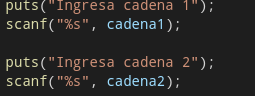 puts("Ingresa cadena 1");
scanf("%s", cadena1);
puts("Ingresa cadena 2");
scanf("%s", cadena2);